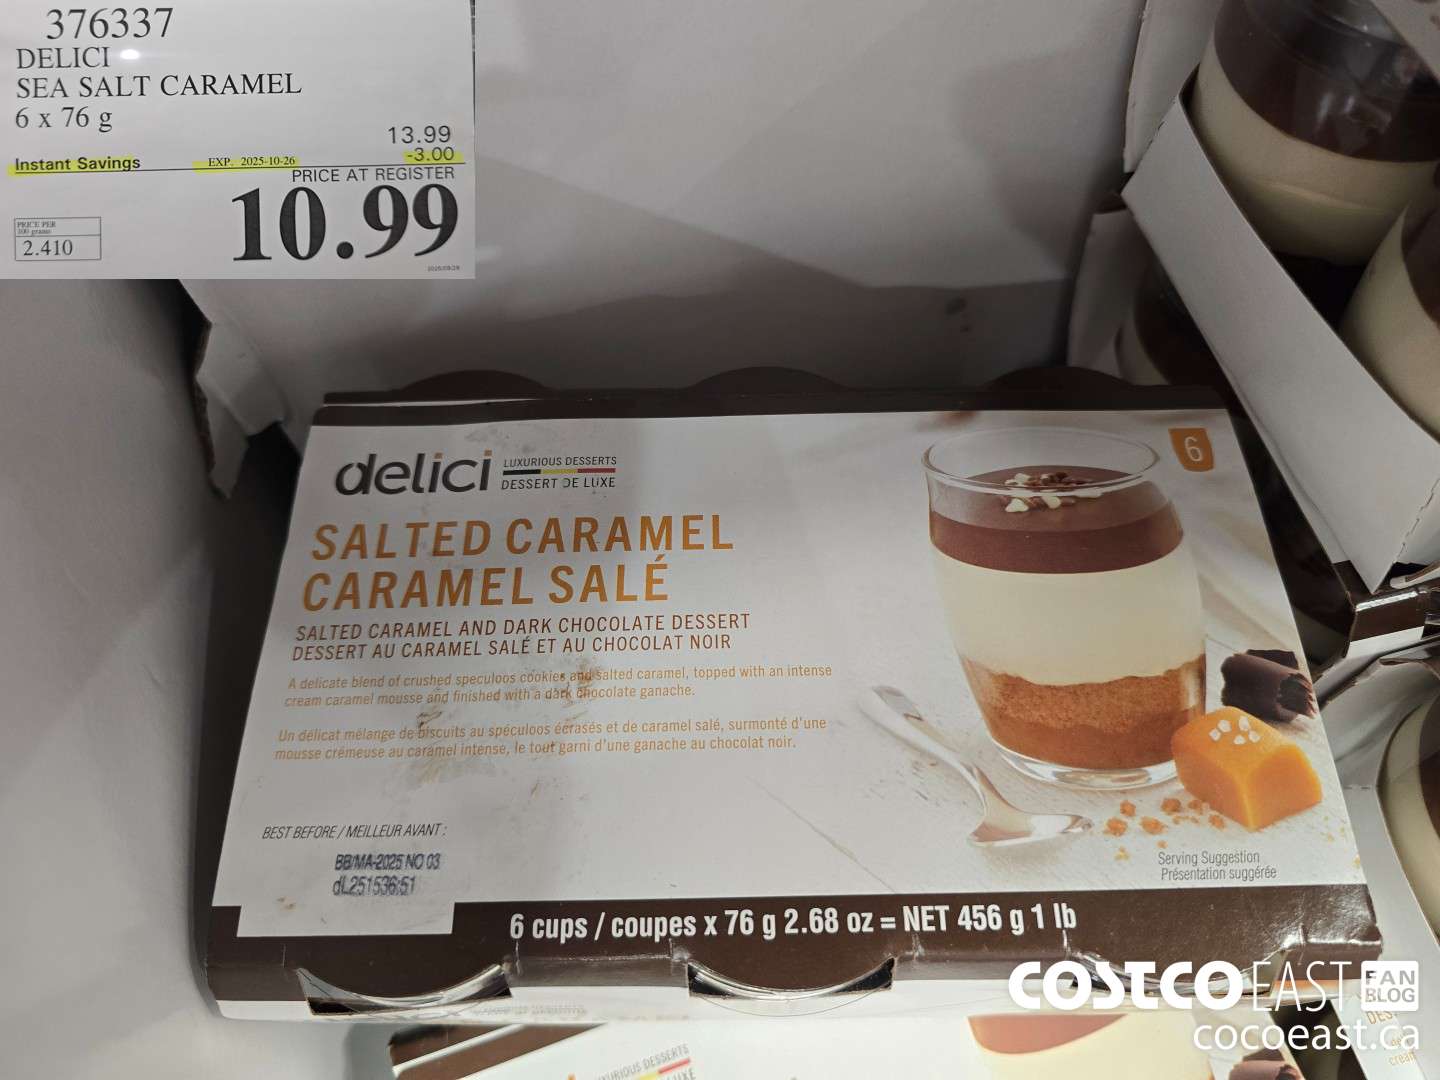 376337
DELICI
SEA SALT CARAMEL
6 x 76 g
13.99
Instant Savings EXP. 2025-10-26 -3.00
PRICE AT REGISTER
10.99
PRICE PER
100 grams
2.410
delici
LUXURIOUS DESSERTS
DESSERT DE LUXE
6
SALTED CARAMEL
CARAMEL SALÉ
SALTED CARAMEL AND DARK CHOCOLATE DESSERT
DESSERT AU CARAMEL SALÉ ET AU CHOCOLAT NOIR
A delicate blend of crushed speculoos cookies and salted caramel, topped with an intense
cream caramel mousse and finished with a dark chocolate ganache.
Un délicat mélange de biscuits au spéculoos écrasés et de caramel salé, surmonté d'une
mousse crémeuse au caramel intense, le tout garni d'une ganache au chocolat noir.
BEST BEFORE / MEILLEUR AVANT :
BB/MA-2025 NO 03
dL251536:51
Serving Suggestion
Présentation suggérée
6 cups / coupes x 76 g 2.68 oz = NET 456 g 1 lb
COSTCO EAST FAN BLOG
cocoeast.ca
delici